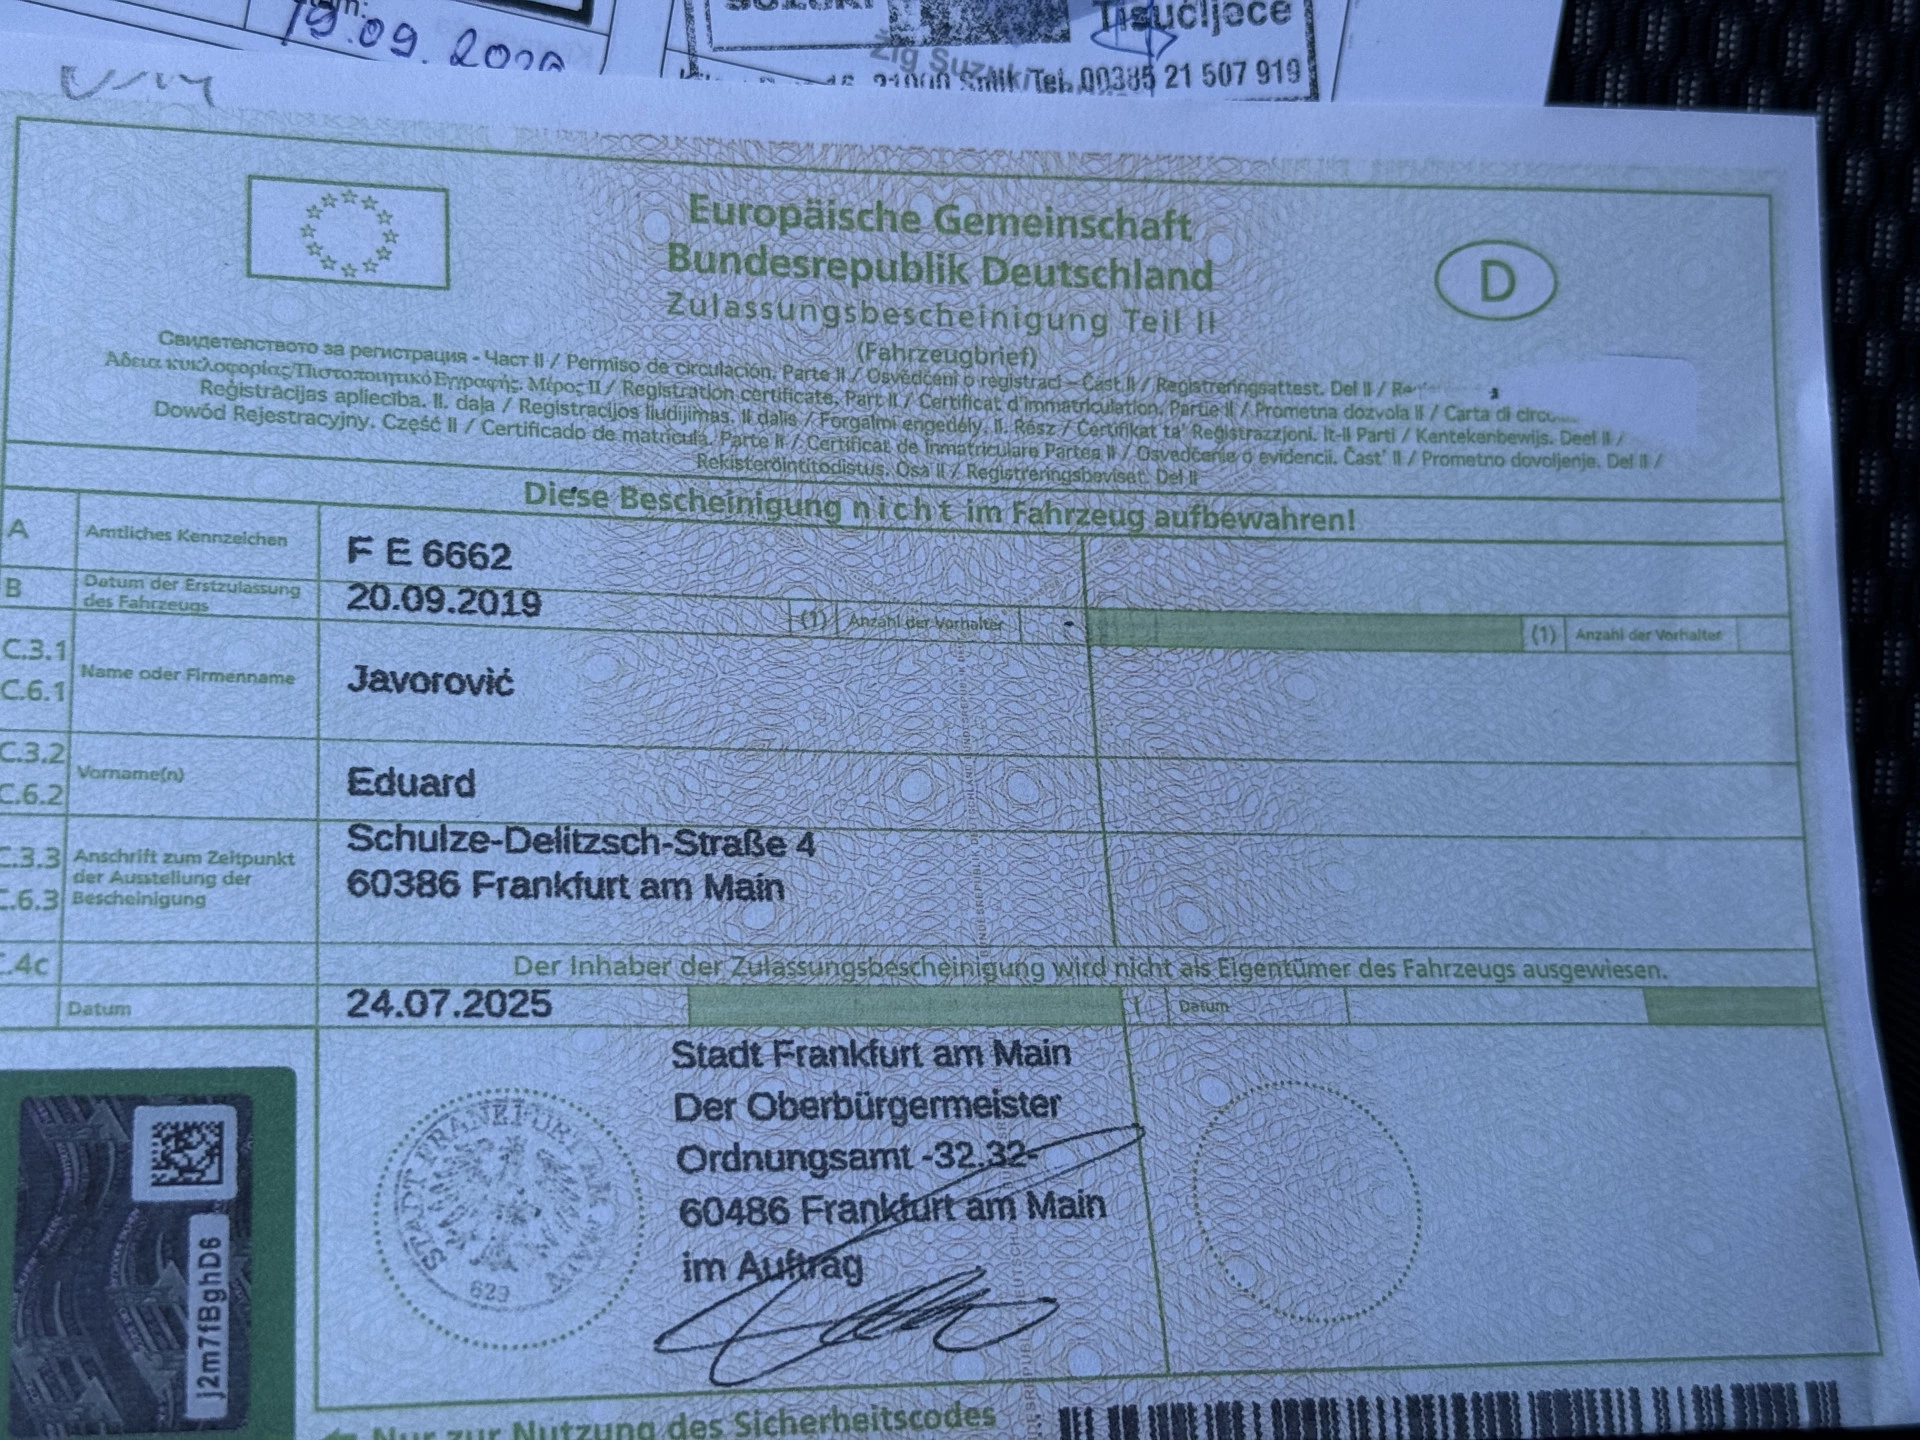 19.09.2020
Tisućljeće
Žig Suzuki
21000 Split/Tel. 00385 21 507 919
Europäische Gemeinschaft
Bundesrepublik Deutschland
D
Zulassungsbescheinigung Teil II
(Fahrzeugbrief)
Свидетелството за регистрация - Част II / Permiso de circulación. Parte II / Osvědčení o registraci – Část II / Registreringsattest. Del II /
Άδεια κυκλοφορίας/Πιστοποιητικό Εγγραφής. Μέρος II / Registration certificate. Part II / Certificat d'immatriculation. Partie II / Prometna dozvola II / Carta di
Reģistrācijas apliecība. II. daļa / Registracijos liudijimas. II dalis / Forgalmi engedély. II. Rész / Ċertifikat ta' Reġistrazzjoni. It-II Parti / Kentekenbewijs. Deel II /
Dowód Rejestracyjny. Część II / Certificado de matrícula. Parte II / Certificat de înmatriculare Partea II / Osvedčenie o evidencii. Časť II / Prometno dovoljenje. Del II /
Rekisteröintitodistus. Osa II / Registreringsbeviset. Del II
Diese Bescheinigung nicht im Fahrzeug aufbewahren!
A Amtliches Kennzeichen F E 6662
B Datum der Erstzulassung des Fahrzeugs 20.09.2019 (1) Anzahl der Vorhalter - (1) Anzahl der Vorhalter
C.3.1
C.6.1 Name oder Firmenname Javorović
C.3.2
C.6.2 Vorname(n) Eduard
C.3.3 Anschrift zum Zeitpunkt Schulze-Delitzsch-Straße 4
der Ausstellung der 60386 Frankfurt am Main
C.6.3 Bescheinigung
C.4c Der Inhaber der Zulassungsbescheinigung wird nicht als Eigentümer des Fahrzeugs ausgewiesen.
Datum 24.07.2025 Datum
Stadt Frankfurt am Main
Der Oberbürgermeister
Ordnungsamt -32.32-
60486 Frankfurt am Main
im Auftrag
STADT FRANKFURT AM MAIN
629
j2m7fBghD6
Nur zur Nutzung des Sicherheitscodes